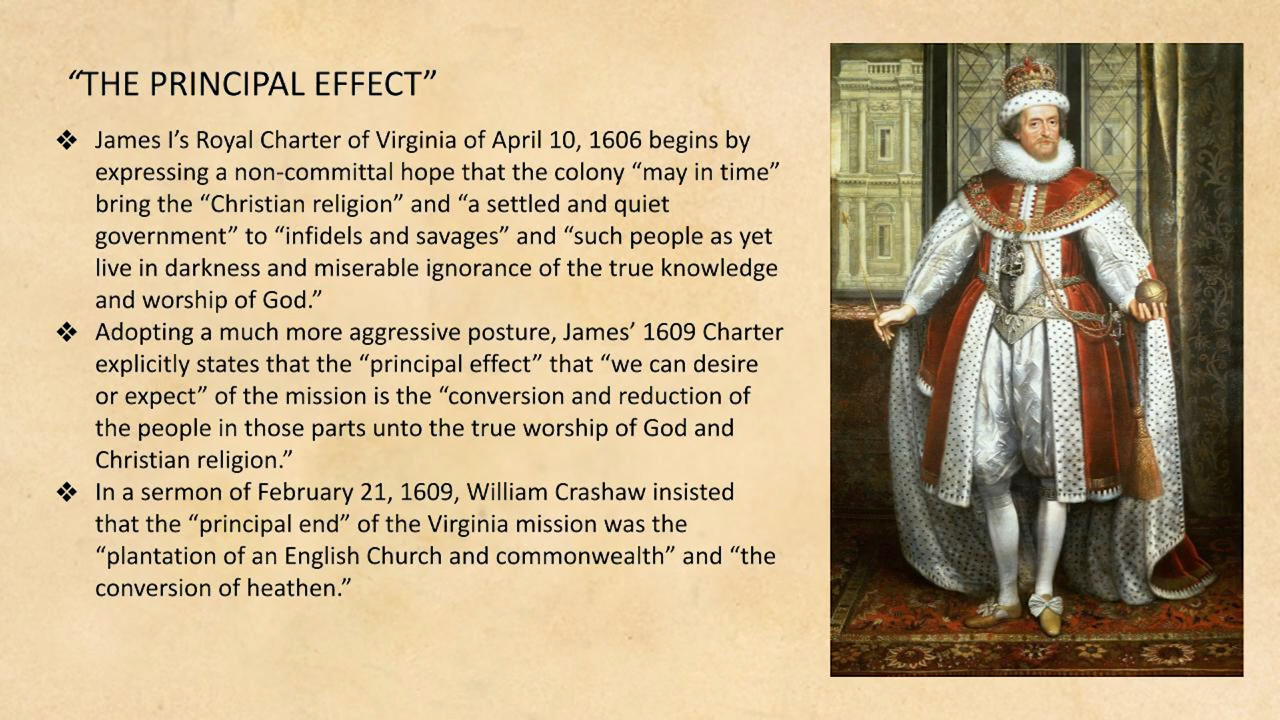 “THE PRINCIPAL EFFECT”
❖ James I’s Royal Charter of Virginia of April 10, 1606 begins by
expressing a non-committal hope that the colony “may in time”
bring the “Christian religion” and “a settled and quiet
government” to “infidels and savages” and “such people as yet
live in darkness and miserable ignorance of the true knowledge
and worship of God.”
❖ Adopting a much more aggressive posture, James’ 1609 Charter
explicitly states that the “principal effect” that “we can desire
or expect” of the mission is the “conversion and reduction of
the people in those parts unto the true worship of God and
Christian religion.”
❖ In a sermon of February 21, 1609, William Crashaw insisted
that the “principal end” of the Virginia mission was the
“plantation of an English Church and commonwealth” and “the
conversion of heathen.”